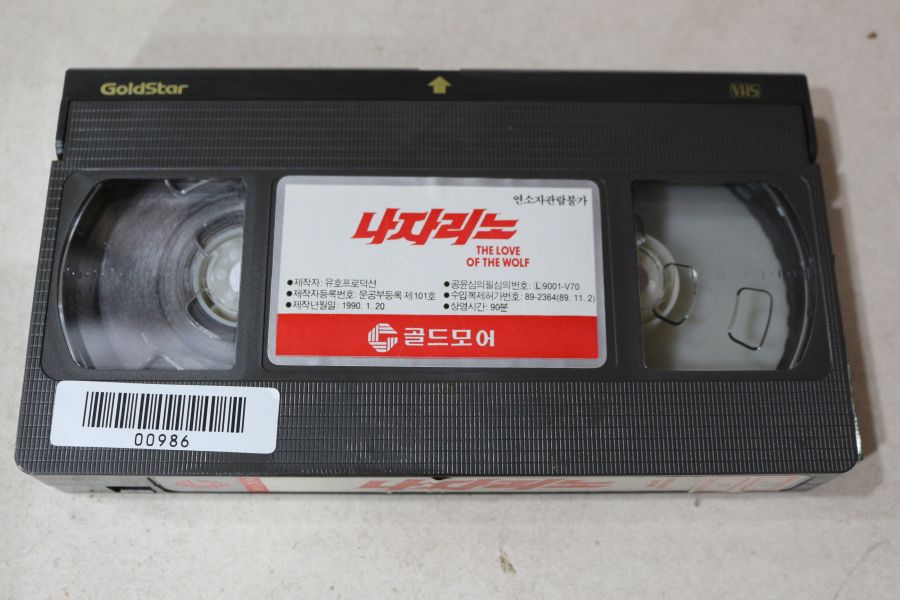 GoldStar
VHS
연소자관람불가
나자리노
THE LOVE
OF THE WOLF
●제작자: 유호프로덕션
●제작자등록번호: 문공부등록 제101호
●제작년월일: 1990. 1. 20
●공윤심의필심의번호: Ⓛ9001-V70
●수입복제허가번호: 89-2364(89. 11. 2)
●상영시간: 90분
골드모어
00986
나자리노